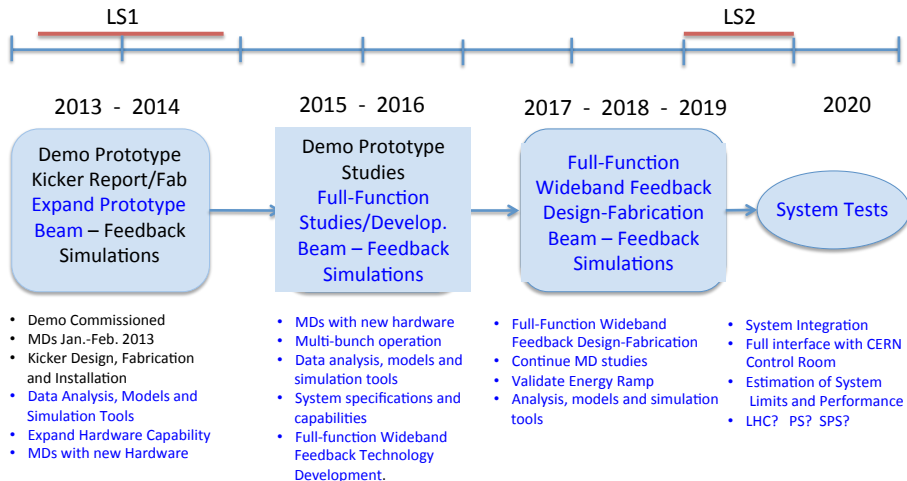 LS1
LS2
2013 - 2014
2015 - 2016
2017 - 2018 - 2019
2020
Demo Prototype
Kicker Report/Fab
Expand Prototype
Beam – Feedback
Simulations
Demo Prototype
Studies
Full-Function
Studies/Develop.
Beam – Feedback
Simulations
Full-Function
Wideband Feedback
Design-Fabrication
Beam – Feedback
Simulations
System Tests
• Demo Commissioned
• MDs Jan.-Feb. 2013
• Kicker Design, Fabrication
and Installation
• Data Analysis, Models and
Simulation Tools
• Expand Hardware Capability
• MDs with new Hardware
• MDs with new hardware
• Multi-bunch operation
• Data analysis, models and
simulation tools
• System specifications and
capabilities
• Full-function Wideband
Feedback Technology
Development.
• Full-Function Wideband
Feedback Design-Fabrication
• Continue MD studies
• Validate Energy Ramp
• Analysis, models and simulation
tools
• System Integration
• Full interface with CERN
Control Room
• Estimation of System
Limits and Performance
• LHC? PS? SPS?